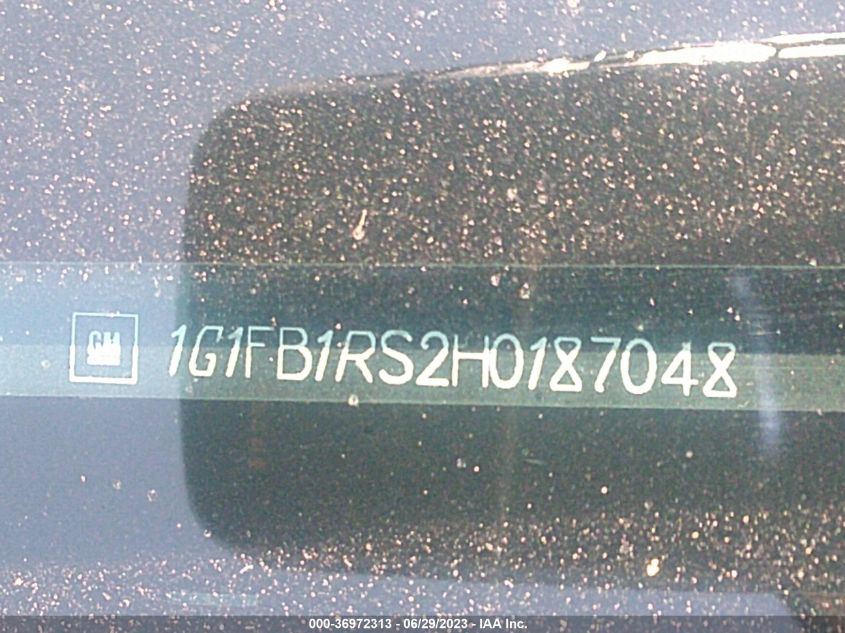 GM 1G1FB1RS2H0187048
000-36972313 - 06/29/2023 - IAA Inc.